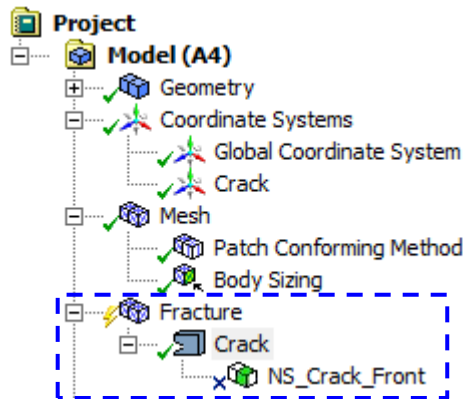 Project
Model (A4)
Geometry
Coordinate Systems
Global Coordinate System
Crack
Mesh
Patch Conforming Method
Body Sizing
Fracture
Crack
NS_Crack_Front